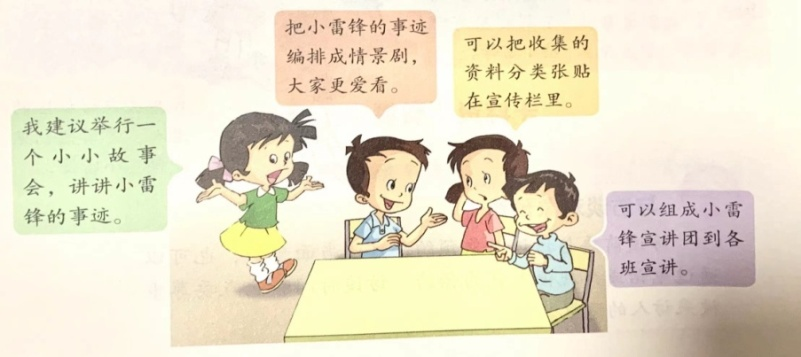 我建议举行一
个小小故事
会，讲讲小雷
锋的事迹。
把小雷锋的事迹
编排成情景剧，
大家更爱看。
可以把收集的
资料分类张贴
在宣传栏里。
可以组成小雷
锋宣讲团到各
班宣讲。